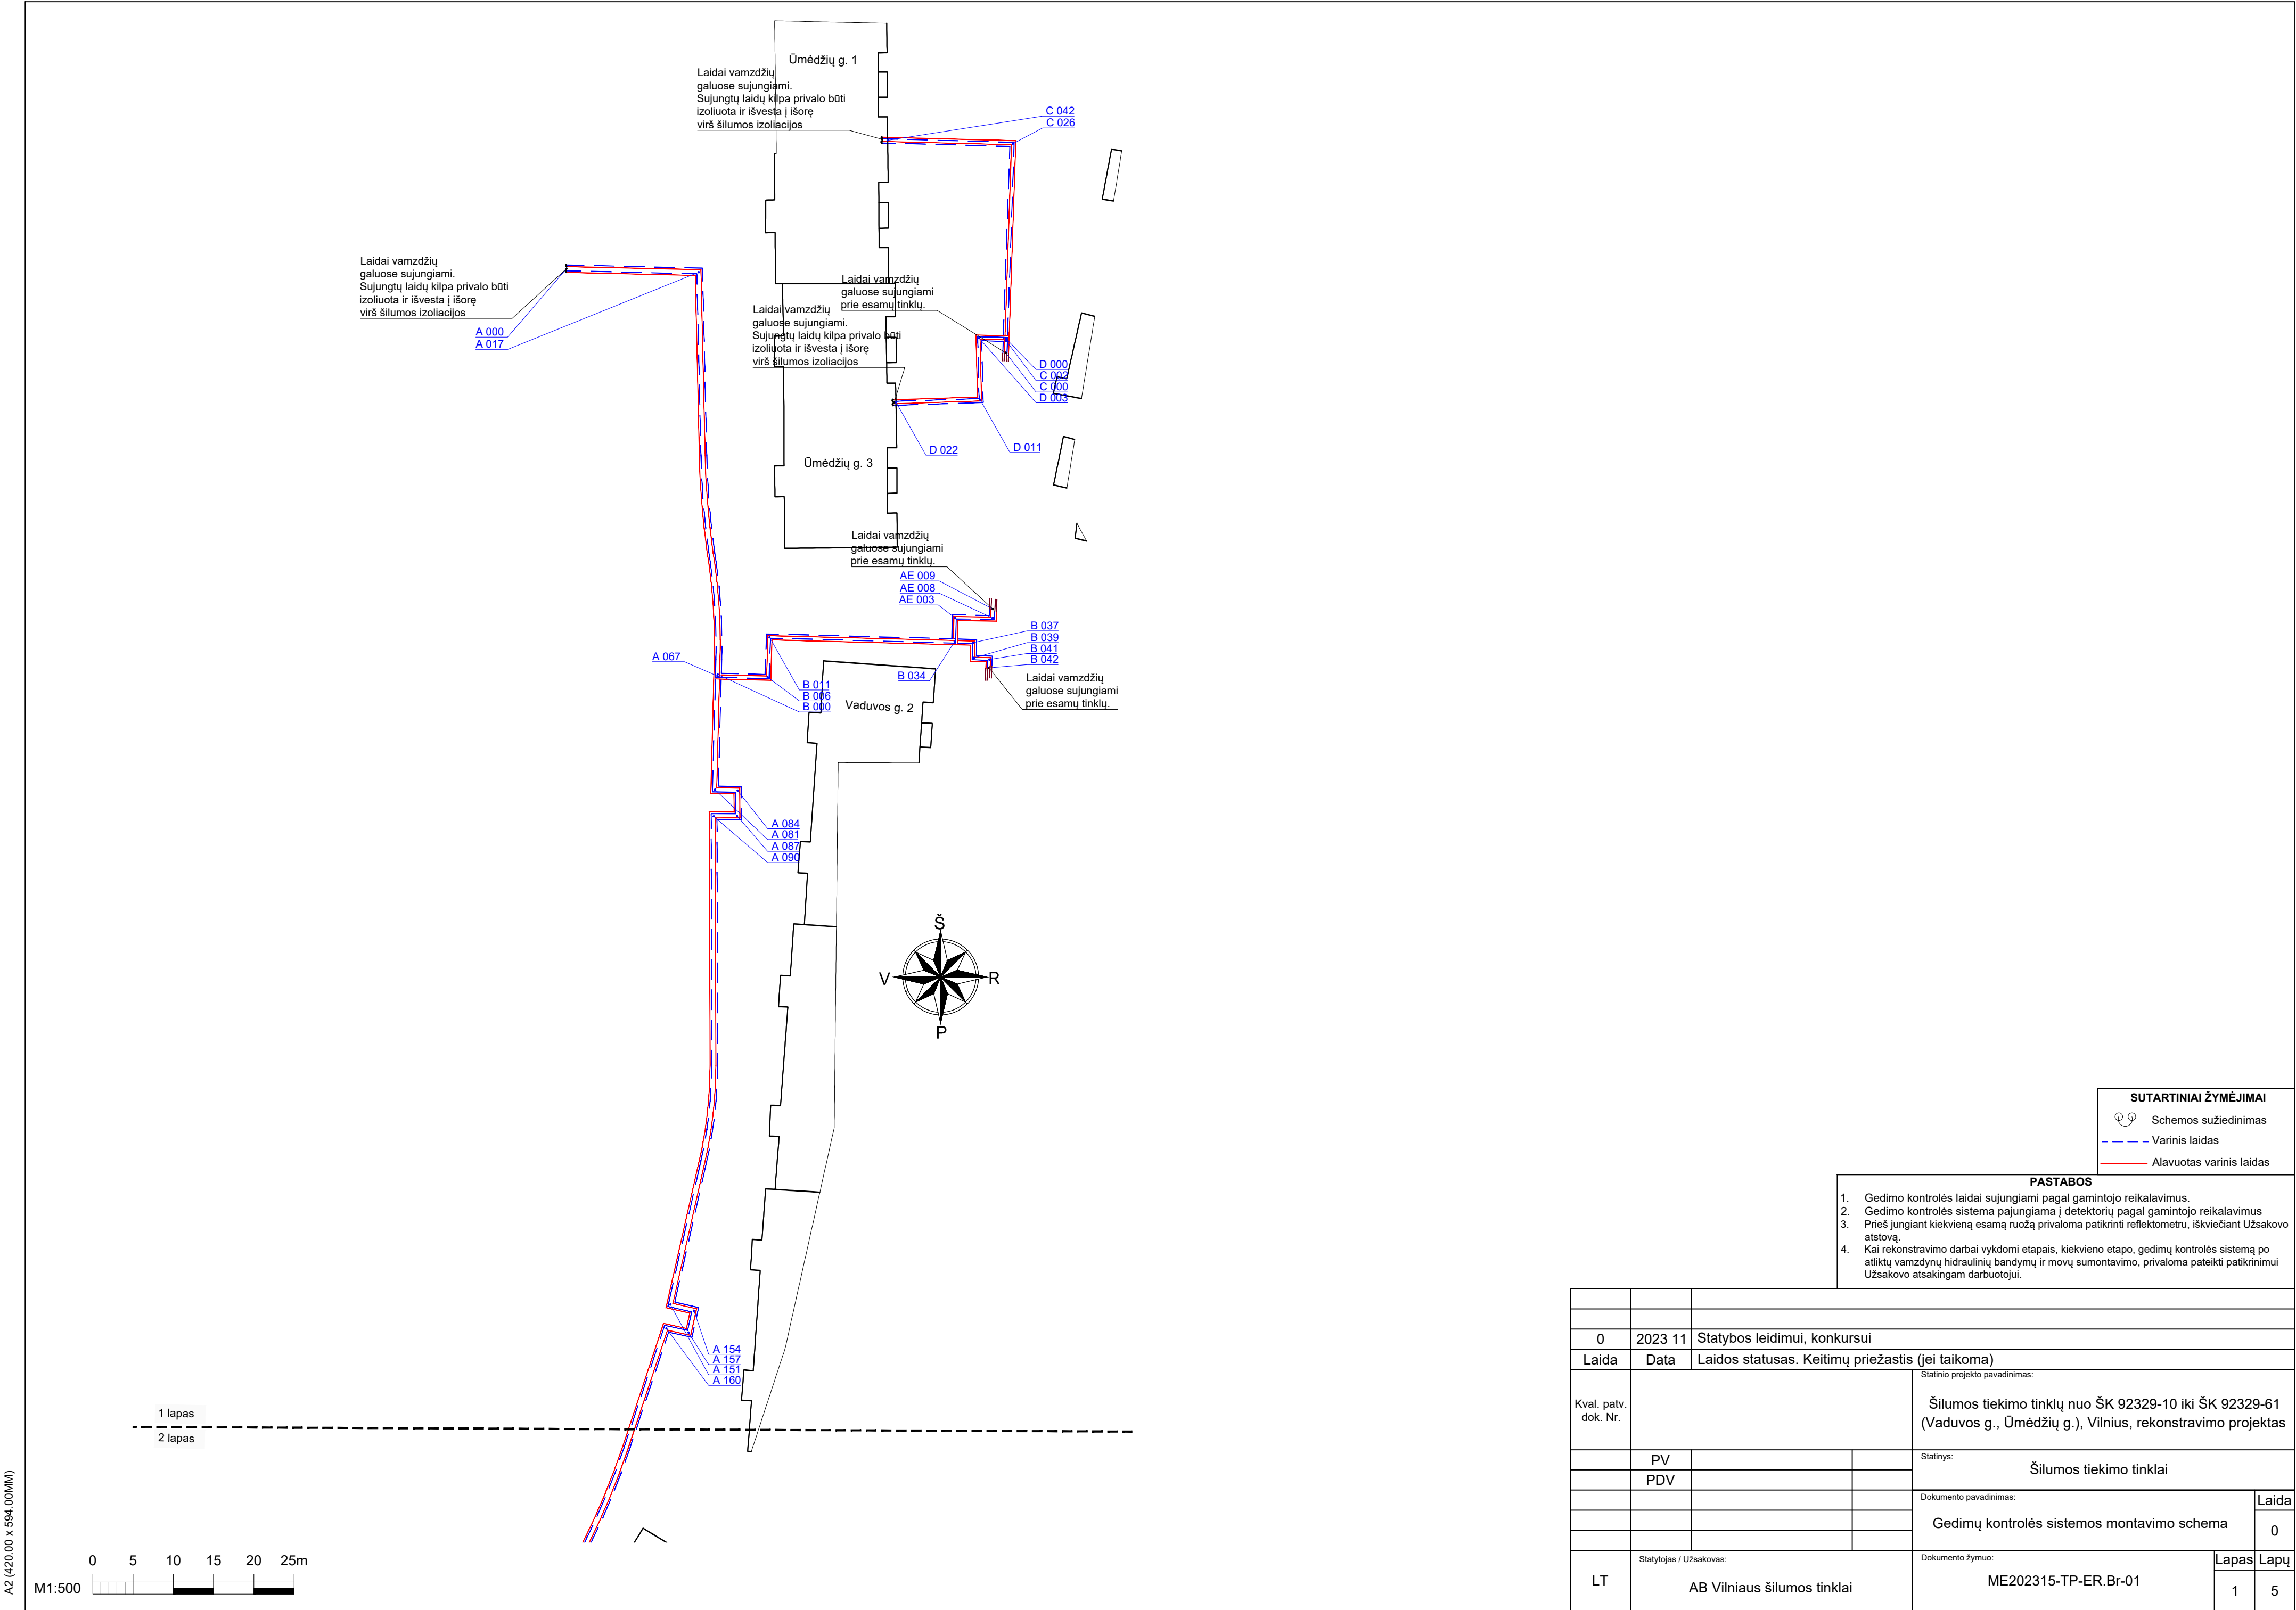 Ūmėdžių g. 1
Laidai vamzdžių
galuose sujungiami.
Sujungtų laidų kilpa privalo būti
izoliuota ir išvesta į išorę
virš šilumos izoliacijos
C 042
C 026
Laidai vamzdžių
galuose sujungiami.
Sujungtų laidų kilpa privalo būti
izoliuota ir išvesta į išorę
virš šilumos izoliacijos
A 000
A 017
Laidai vamzdžių
galuose sujungiami
prie esamų tinklų.
Laidai vamzdžių
galuose sujungiami.
Sujungtų laidų kilpa privalo būti
izoliuota ir išvesta į išorę
virš šilumos izoliacijos
D 000
C 002
C 000
D 003
D 022
D 011
Ūmėdžių g. 3
Laidai vamzdžių
galuose sujungiami
prie esamų tinklų.
AE 009
AE 008
AE 003
B 037
B 039
B 041
B 042
A 067
B 034
B 011
B 006
B 000
Laidai vamzdžių
galuose sujungiami
prie esamų tinklų.
Vaduvos g. 2
A 084
A 081
A 087
A 090
Š
V
R
P
A 154
A 157
A 151
A 160
1 lapas
2 lapas
0 5 10 15 20 25m
M1:500
A2 (420.00 x 594.00MM)
SUTARTINIAI ŽYMĖJIMAI
Schemos sužiedinimas
Varinis laidas
Alavuotas varinis laidas
PASTABOS
1. Gedimo kontrolės laidai sujungiami pagal gamintojo reikalavimus.
2. Gedimo kontrolės sistema pajungiama į detektorių pagal gamintojo reikalavimus
3. Prieš jungiant kiekvieną esamą ruožą privaloma patikrinti reflektometru, iškviečiant Užsakovo
atstovą.
4. Kai rekonstravimo darbai vykdomi etapais, kiekvieno etapo, gedimų kontrolės sistemą po
atliktų vamzdynų hidraulinių bandymų ir movų sumontavimo, privaloma pateikti patikrinimui
Užsakovo atsakingam darbuotojui.
0 2023 11 Statybos leidimui, konkursui
Laida Data Laidos statusas. Keitimų priežastis (jei taikoma)
Kval. patv.
dok. Nr.
Statinio projekto pavadinimas:
Šilumos tiekimo tinklų nuo ŠK 92329-10 iki ŠK 92329-61
(Vaduvos g., Ūmėdžių g.), Vilnius, rekonstravimo projektas
PV
PDV
Statinys:
Šilumos tiekimo tinklai
Dokumento pavadinimas:
Gedimų kontrolės sistemos montavimo schema
Laida
0
LT
Statytojas / Užsakovas:
AB Vilniaus šilumos tinklai
Dokumento žymuo:
ME202315-TP-ER.Br-01
Lapas Lapų
1 5